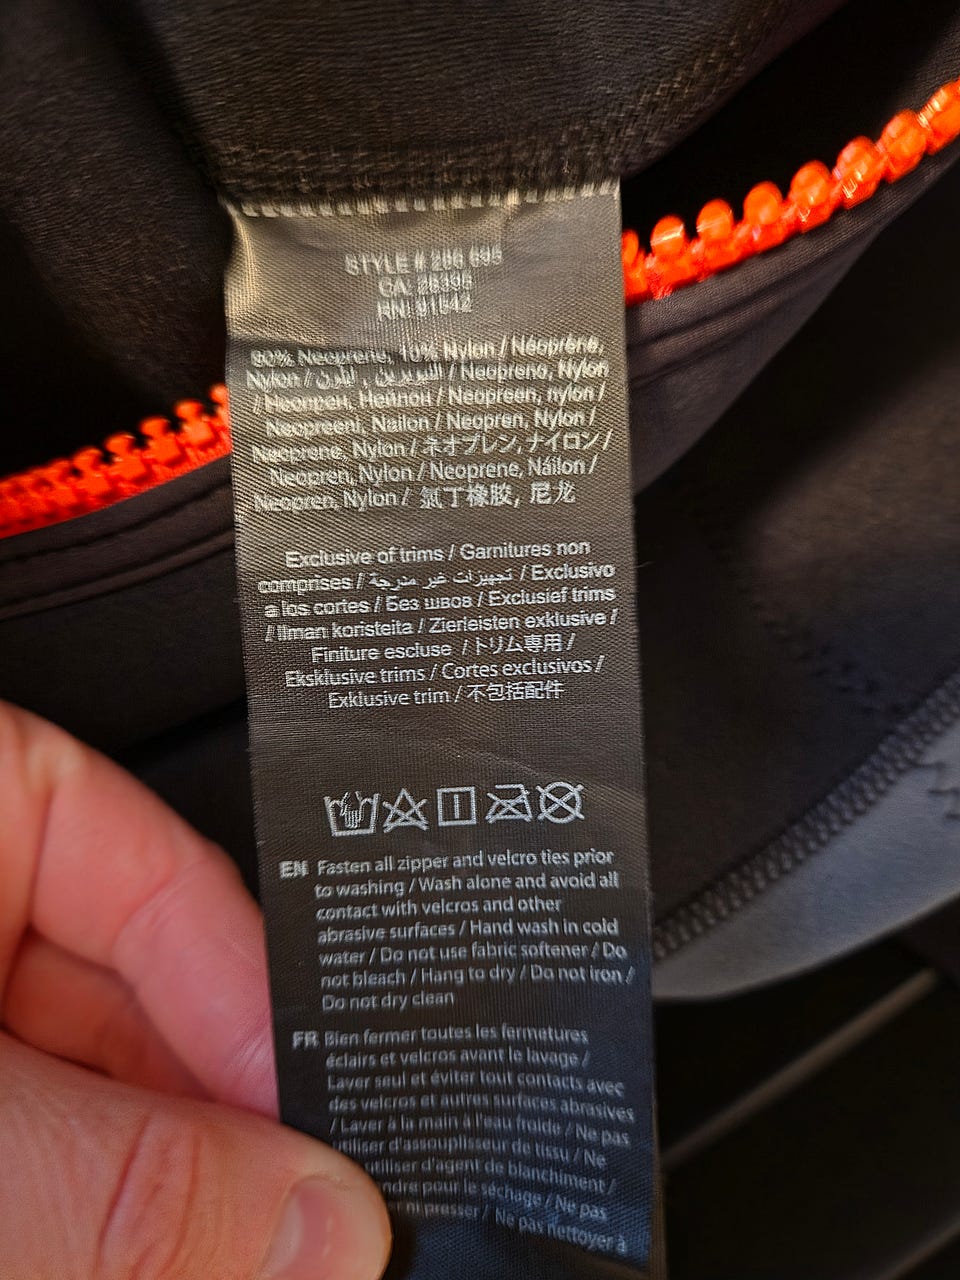 STYLE # 286 695
CA: 28395
RN: 91842
90% Neoprene, 10% Nylon / Néoprène,
Nylon / النيوبرين , نيلون / Neopreno, Nylon
/ Неопрен, Нейлон / Neopreen, nylon /
Neopreeni, Nailon / Neopren, Nylon /
Neoprene, Nylon / ネオプレン, ナイロン /
Neopren, Nylon / Neoprene, Náilon /
Neopren, Nylon / 氯丁橡胶, 尼龙
Exclusive of trims / Garnitures non
comprises / تجهيزات غير مدرجة / Exclusivo
a los cortes / Без швов / Exclusief trims
/ Ilman koristeita / Zierleisten exklusive /
Finiture escluse / トリム専用 /
Eksklusive trims / Cortes exclusivos /
Exklusive trim / 不包括配件
EN Fasten all zipper and velcro ties prior
to washing / Wash alone and avoid all
contact with velcros and other
abrasive surfaces / Hand wash in cold
water / Do not use fabric softener / Do
not bleach / Hang to dry / Do not iron /
Do not dry clean
FR Bien fermer toutes les fermetures
éclairs et velcros avant le lavage /
Laver seul et éviter tout contacts avec
des velcros et autres surfaces abrasives
/ Laver à la main à l'eau froide / Ne pas
utiliser d'assouplisseur de tissu / Ne
utiliser d'agent de blanchiment /
pour le séchage / Ne pas
ni presser / Ne pas nettoyer à